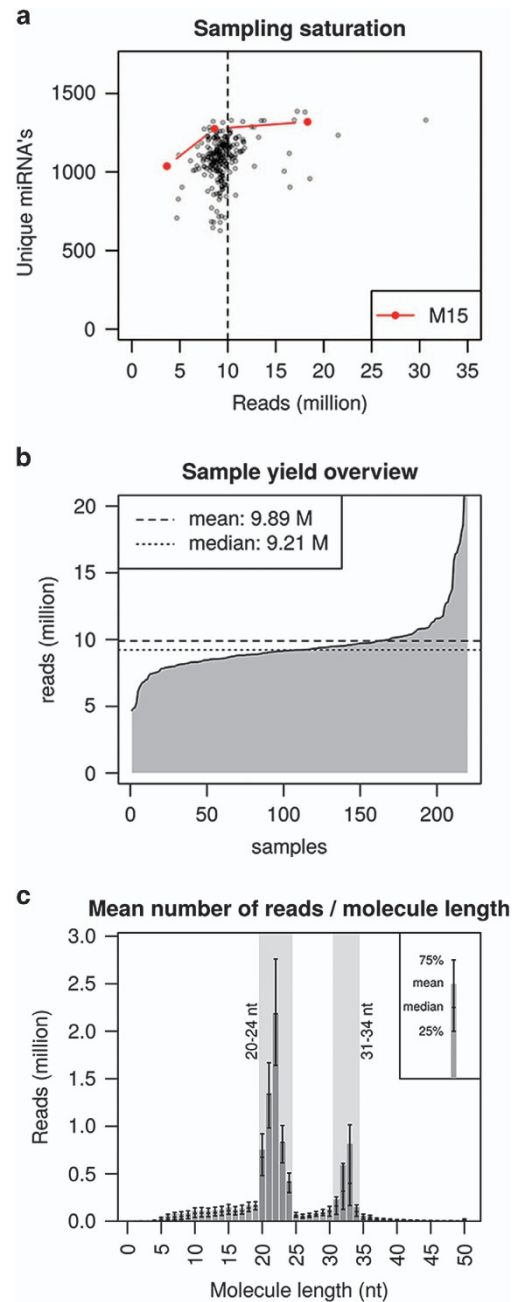 a
Sampling saturation
Unique miRNA's
1500
1000
500
0
M15
0 5 10 15 20 25 30 35
Reads (million)
b
Sample yield overview
reads (million)
20
15
10
5
0
mean: 9.89 M
median: 9.21 M
0 50 100 150 200
samples
c
Mean number of reads / molecule length
Reads (million)
3.0
2.5
2.0
1.5
1.0
0.5
0.0
20-24 nt
31-34 nt
75%
mean
median
25%
0 5 10 15 20 25 30 35 40 45 50
Molecule length (nt)